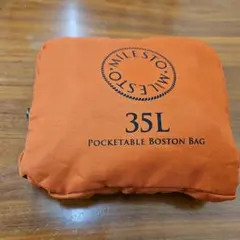 MILESTO · MILESTO ·
35L
POCKETABLE BOSTON BAG